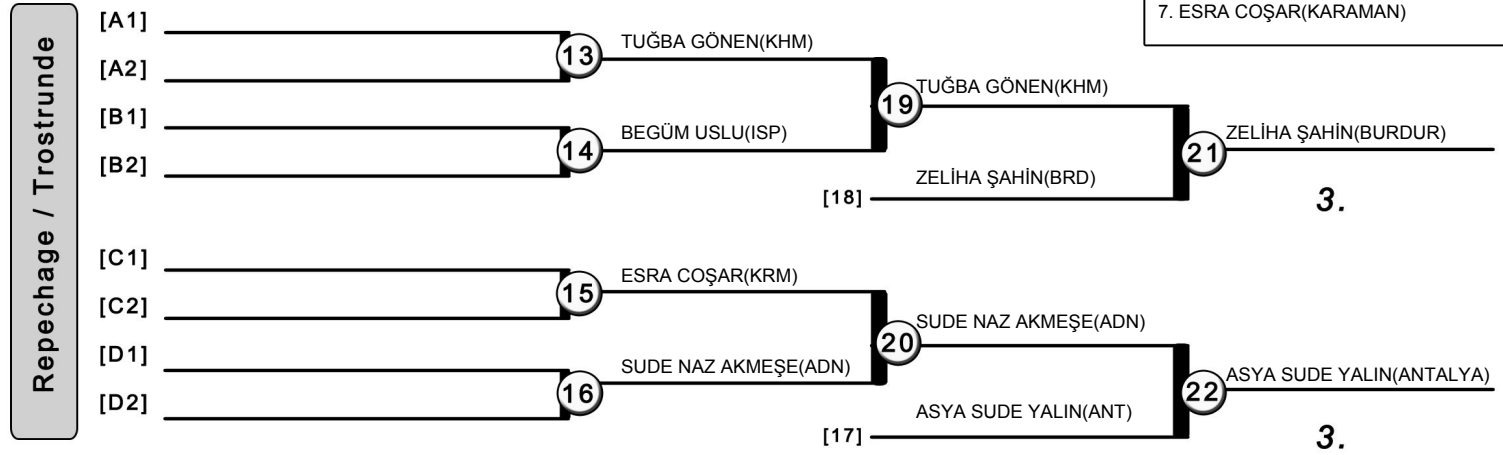 7. ESRA COŞAR(KARAMAN)
Repechage / Trostrunde
[A1]
13
TUĞBA GÖNEN(KHM)
[A2]
19
TUĞBA GÖNEN(KHM)
[B1]
14
BEGÜM USLU(ISP)
21
ZELİHA ŞAHİN(BURDUR)
[B2]
[18]
ZELİHA ŞAHİN(BRD)
3.
[C1]
15
ESRA COŞAR(KRM)
[C2]
20
SUDE NAZ AKMEŞE(ADN)
[D1]
16
SUDE NAZ AKMEŞE(ADN)
22
ASYA SUDE YALIN(ANTALYA)
[D2]
[17]
ASYA SUDE YALIN(ANT)
3.